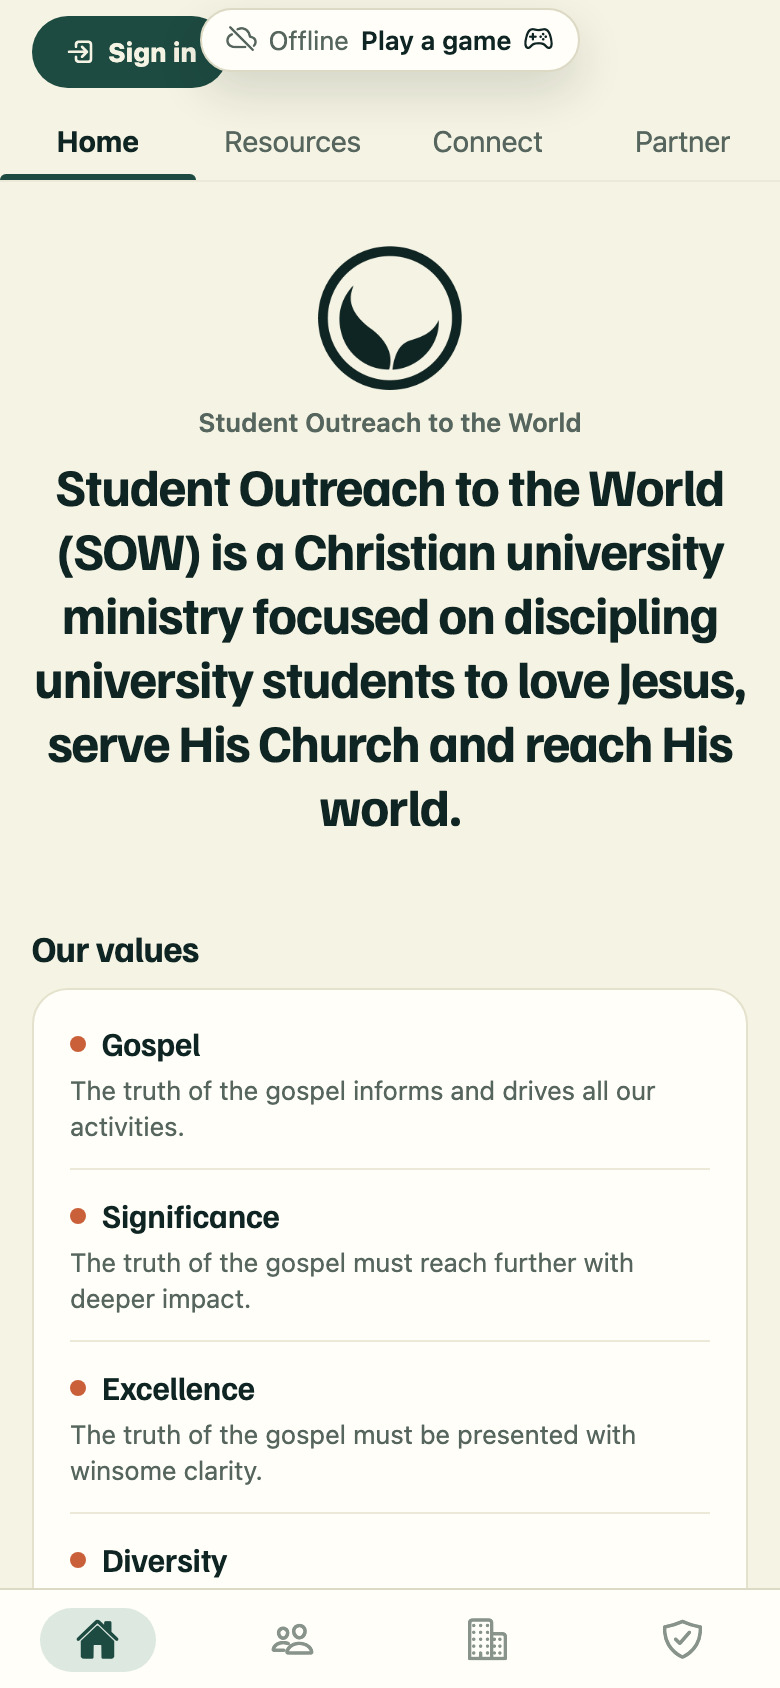 Sign in
Offline Play a game
Home Resources Connect Partner
Student Outreach to the World
Student Outreach to the World
(SOW) is a Christian university
ministry focused on discipling
university students to love Jesus,
serve His Church and reach His
world.
Our values
Gospel
The truth of the gospel informs and drives all our
activities.
Significance
The truth of the gospel must reach further with
deeper impact.
Excellence
The truth of the gospel must be presented with
winsome clarity.
Diversity